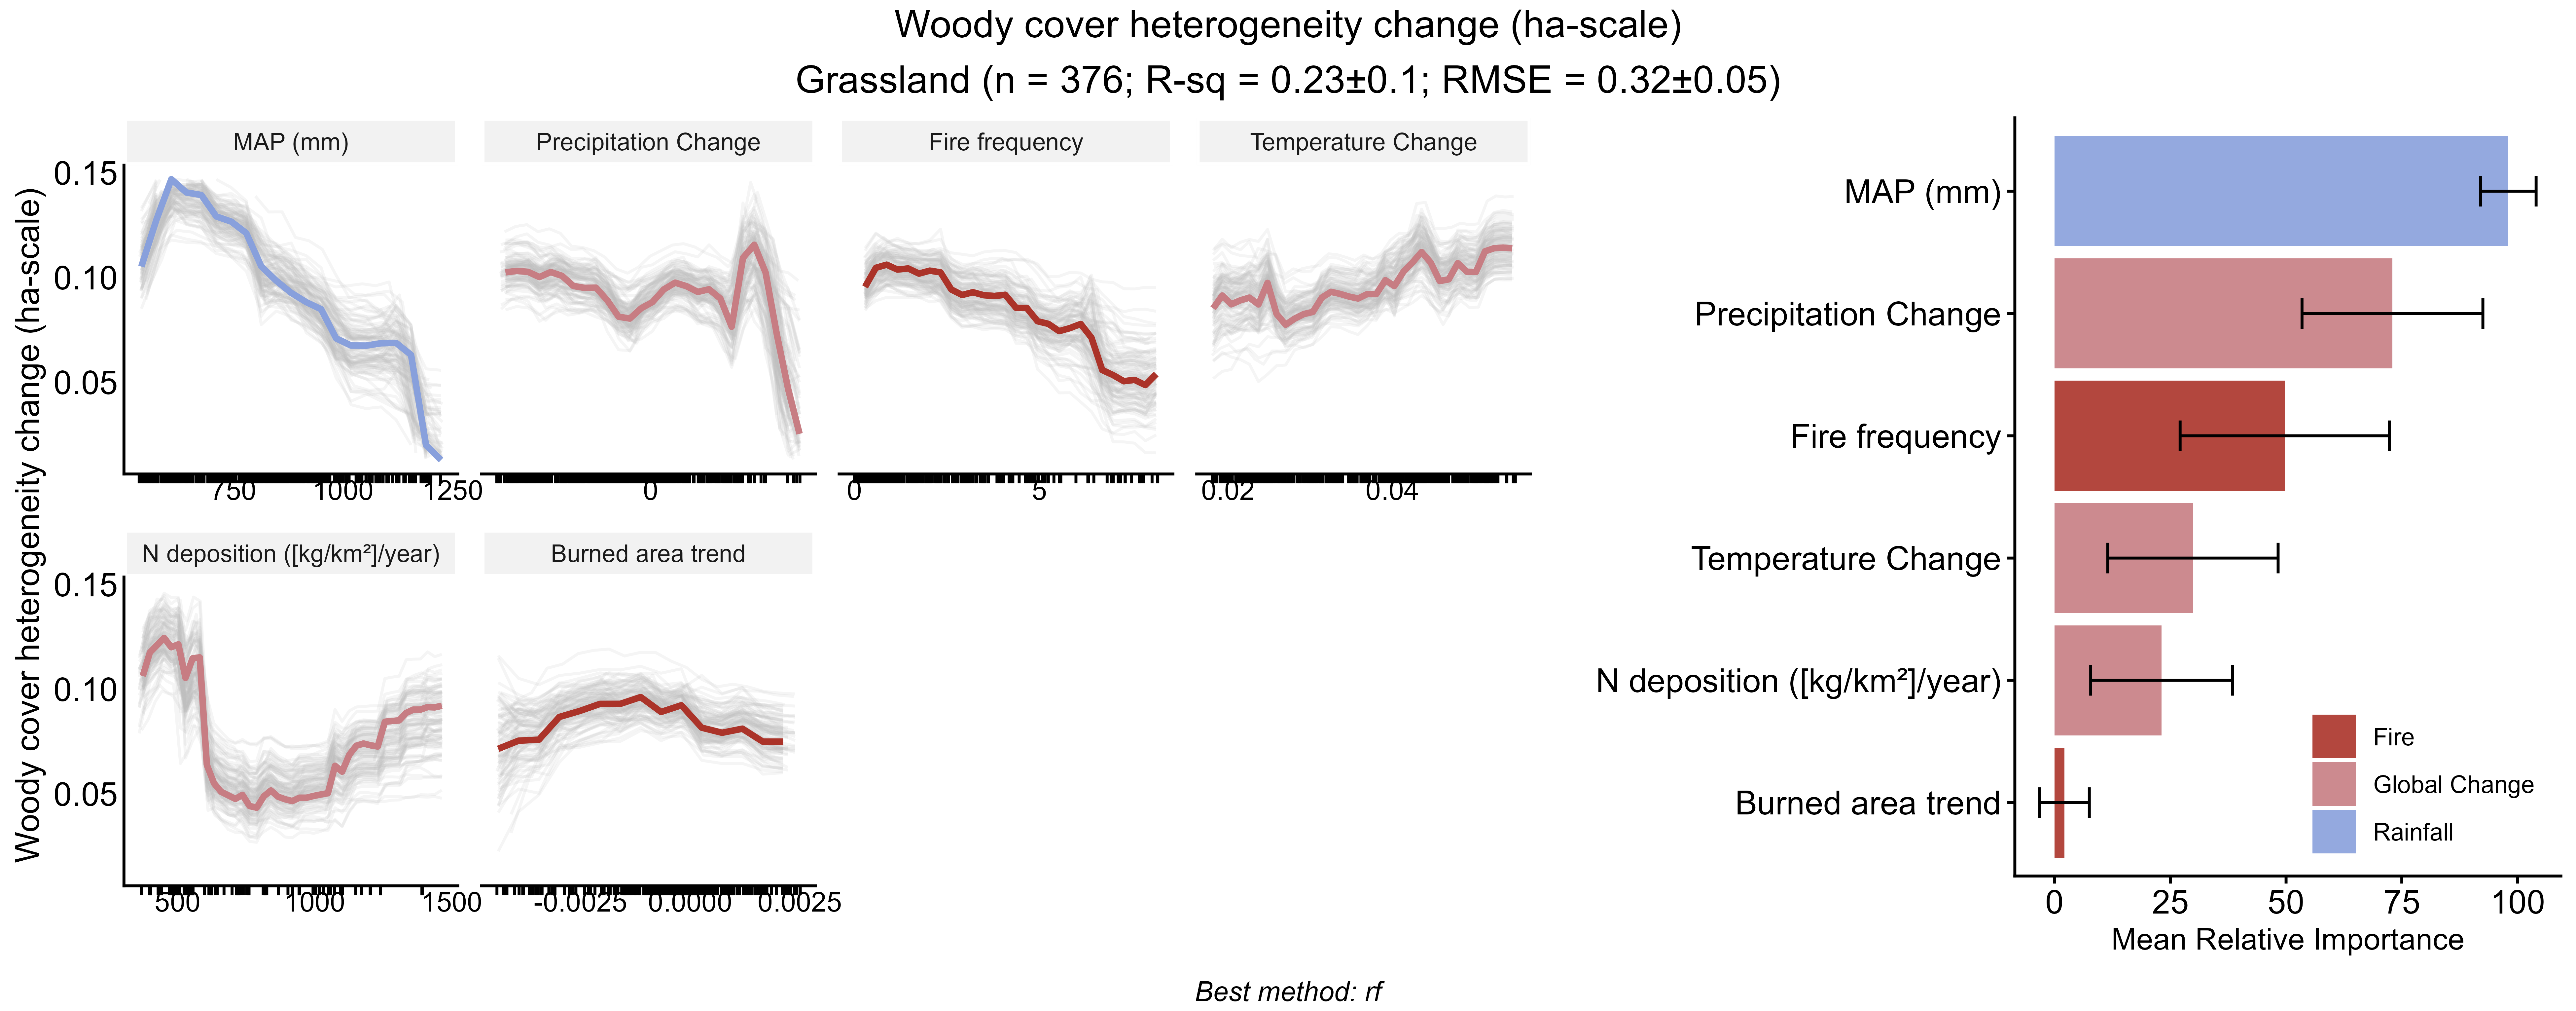 Woody cover heterogeneity change (ha-scale)
Grassland (n = 376; R-sq = 0.23±0.1; RMSE = 0.32±0.05)
Woody cover heterogeneity change (ha-scale)
MAP (mm)
Precipitation Change
Fire frequency
Temperature Change
0.15
0.10
0.05
750 1000 1250
0
0 5
0.02 0.04
N deposition ([kg/km²]/year)
Burned area trend
0.15
0.10
0.05
500 1000 1500
-0.0025 0.0000 0.0025
MAP (mm)
Precipitation Change
Fire frequency
Temperature Change
N deposition ([kg/km²]/year)
Burned area trend
Fire
Global Change
Rainfall
0 25 50 75 100
Mean Relative Importance
Best method: rf